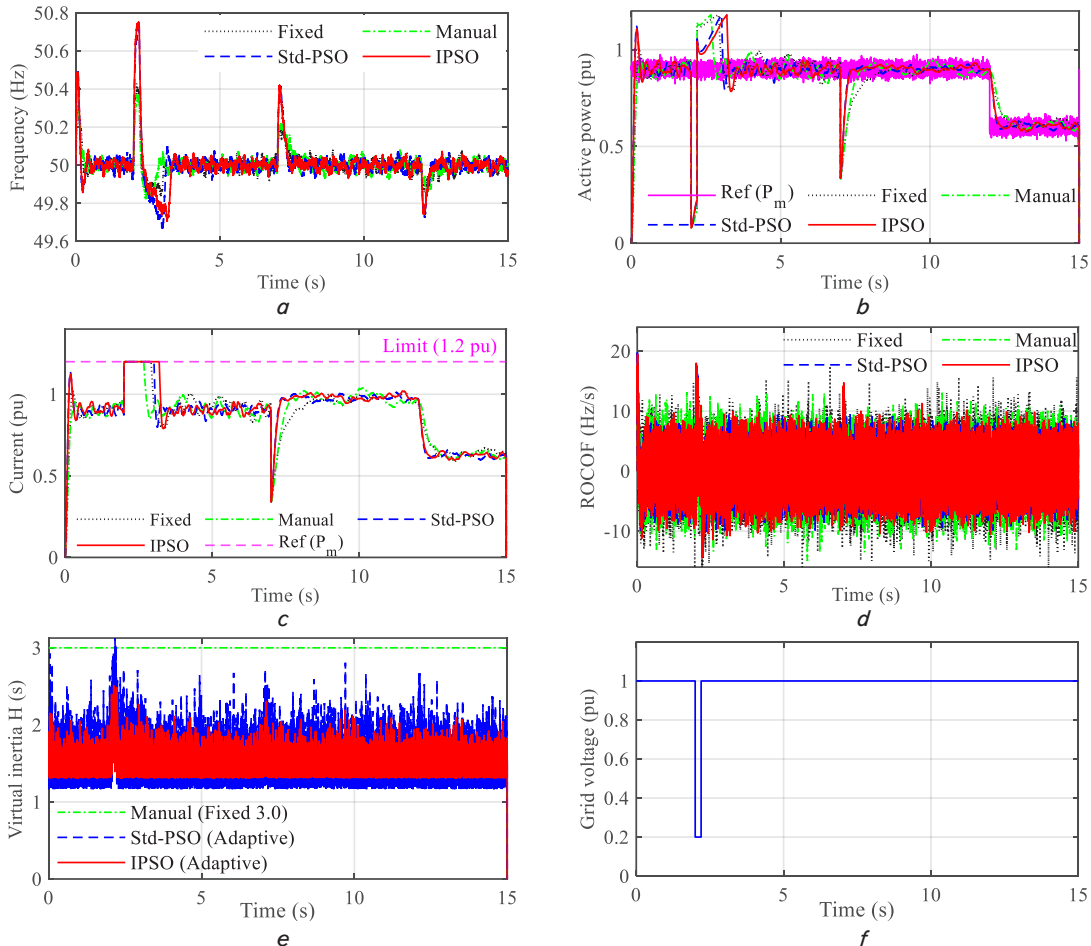 50.8
50.6
50.4
50.2
50
49.8
49.6
Frequency (Hz)
Fixed
Manual
Std-PSO
IPSO
0
5
10
15
Time (s)
a
1
0.5
0
Active power (pu)
Ref (Pm)
Fixed
Manual
Std-PSO
IPSO
0
5
10
15
Time (s)
b
Limit (1.2 pu)
1
0.5
0
Current (pu)
Fixed
Manual
Std-PSO
IPSO
Ref (Pm)
0
5
10
15
Time (s)
c
20
10
0
-10
ROCOF (Hz/s)
Fixed
Manual
Std-PSO
IPSO
0
5
10
15
Time (s)
d
3
2
1
0
Virtual inertia H (s)
Manual (Fixed 3.0)
Std-PSO (Adaptive)
IPSO (Adaptive)
0
5
10
15
Time (s)
e
1
0.8
0.6
0.4
0.2
0
Grid voltage (pu)
0
5
10
15
Time (s)
f